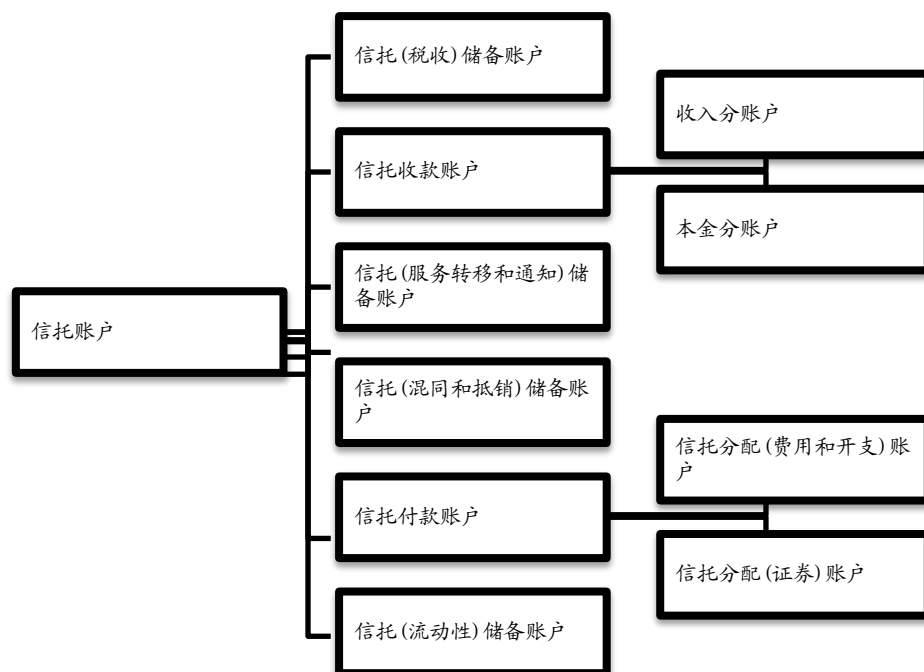 信托账户
信托(税收)储备账户
信托收款账户
收入分账户
本金分账户
信托(服务转移和通知)储
备账户
信托(混同和抵销)储备账
户
信托付款账户
信托分配(费用和开支)账
户
信托分配(证券)账户
信托(流动性)储备账户